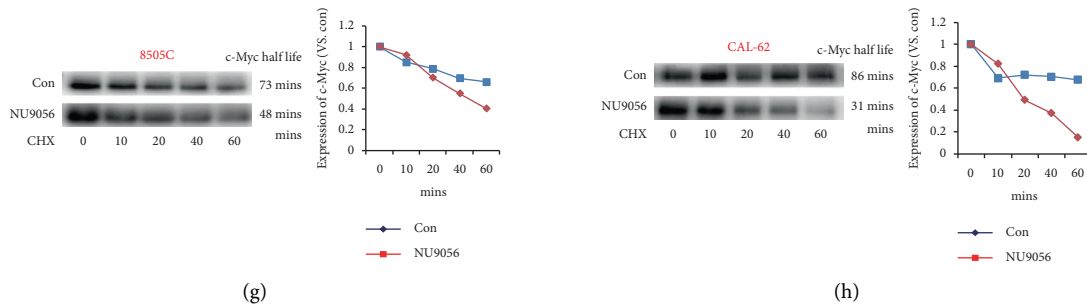 (g)
8505C
c-Myc half life
Con
73 mins
NU9056
48 mins
mins
CHX 0 10 20 40 60
Expression of c-Myc (VS. con)
1.2
1
0.8
0.6
0.4
0.2
0
0 10 20 40 60
mins
Con
NU9056
(g)
(h)
CAL-62
c-Myc half life
Con
86 mins
NU9056
31 mins
mins
CHX 0 10 20 40 60
Expression of c-Myc (VS. con)
1.2
1
0.8
0.6
0.4
0.2
0
0 10 20 40 60
mins
Con
NU9056
(h)